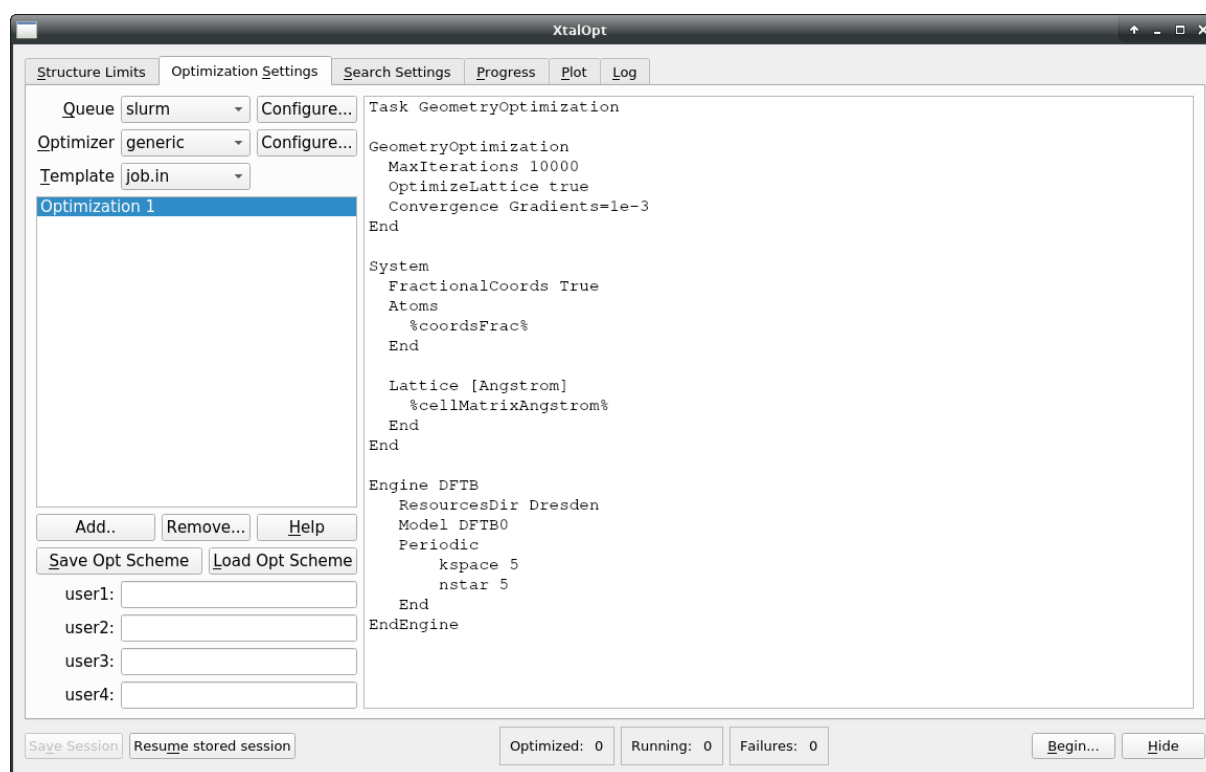 XtalOpt
Structure Limits Optimization Settings Search Settings Progress Plot Log
Queue slurm Configure...
Optimizer generic Configure...
Template job.in
Optimization 1
Add.. Remove... Help
Save Opt Scheme Load Opt Scheme
user1:
user2:
user3:
user4:
Task GeometryOptimization
GeometryOptimization
  MaxIterations 10000
  OptimizeLattice true
  Convergence Gradients=1e-3
End
System
  FractionalCoords True
  Atoms
    %coordsFrac%
  End
  Lattice [Angstrom]
    %cellMatrixAngstrom%
  End
End
Engine DFTB
   ResourcesDir Dresden
   Model DFTB0
   Periodic
       kspace 5
       nstar 5
   End
EndEngine
Save Session Resume stored session Optimized: 0 Running: 0 Failures: 0 Begin... Hide